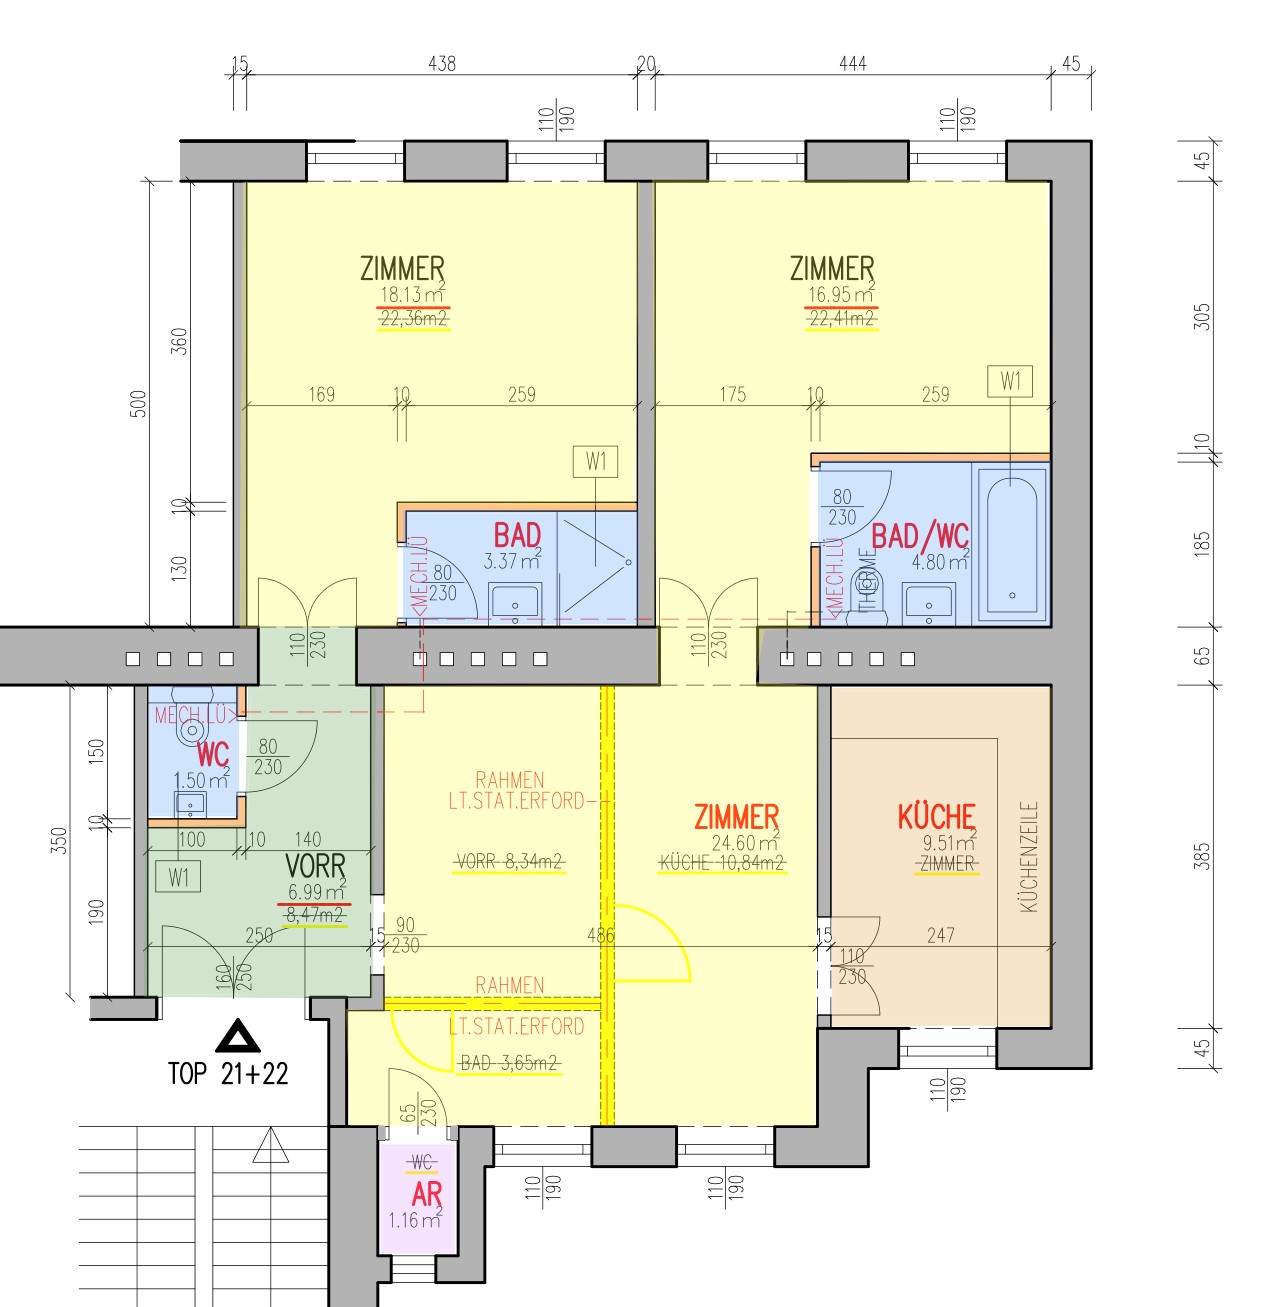 15 438 20 444 45
110
190
110
190
45
ZIMMER
18.13 m²
22,36m2
ZIMMER
16.95 m²
22,41m2
305
360
500
W1
169 10 259
175 10 259
W1
10
10
80
230
BAD
3.37 m²
BAD/WC
4.80 m²
185
130
80
230
<MECH.LÜ
<MECH.LÜ
THERME
110
230
110
230
65
MECH.LÜ>
WC
1.50 m²
80
230
150
RAHMEN
LT.STAT.ERFORD
ZIMMER
24.60 m²
KÜCHE 10,84m2
KÜCHE
9.51 m²
ZIMMER
KÜCHENZEILE
VORR 8,34m2
10
350
100 10 140
VORR
6.99 m²
8,47m2
W1
385
190
250 15 486 15 247
90
230
160
250
110
230
RAHMEN
LT.STAT.ERFORD
BAD 3,65m2
TOP 21+22
45
110
190
65
230
WC
AR
1.16 m²
110
190
110
190